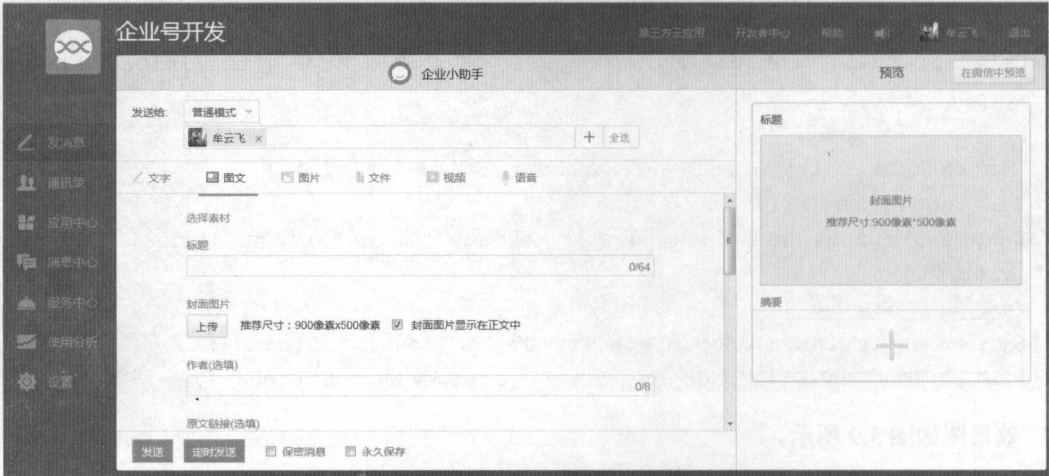 企业号开发
第三方应用 开发者中心 帮助 牟云飞 退出
企业小助手
预览 在微信中预览
发送给: 普通模式
牟云飞 × + 全选
发消息
通讯录
应用中心
消息中心
服务中心
使用分析
设置
文字 图文 图片 文件 视频 语音
选择素材
标题
0/64
封面图片
上传 推荐尺寸：900像素x500像素 封面图片显示在正文中
作者(选填)
0/8
原文链接(选填)
发送 定时发送 保密消息 永久保存
标题
封面图片
推荐尺寸:900像素*500像素
摘要